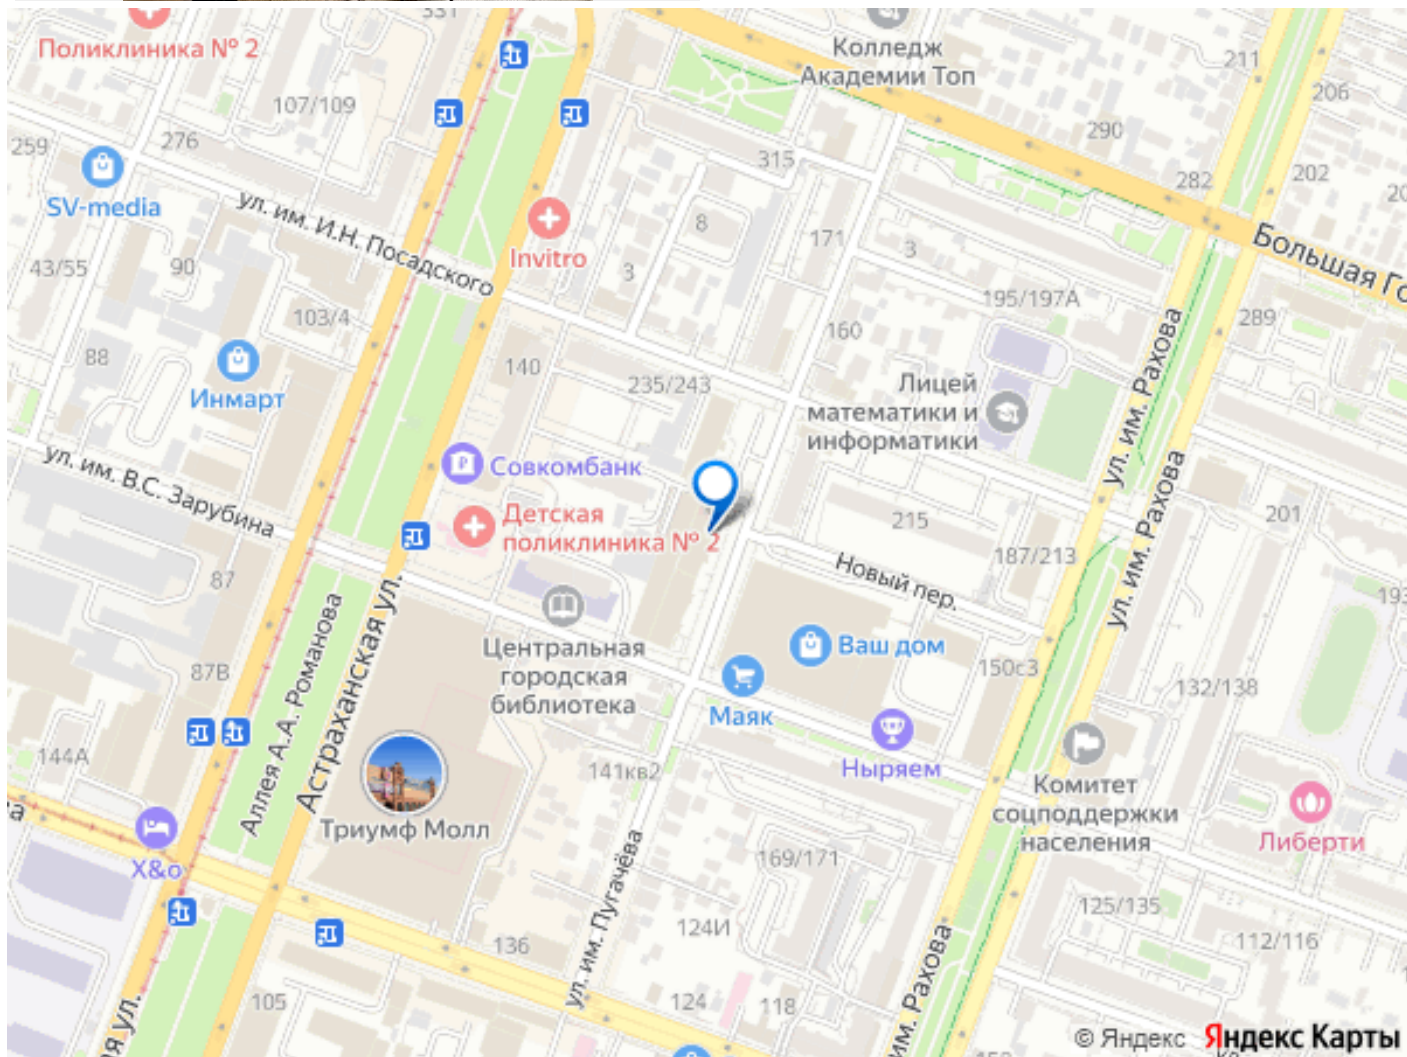 331
Поликлиника № 2
Колледж
Академии Топ
211
206
107/109
290
259
276
315
282
202
20
SV-media
ул. им. И.Н. Посадского
8
171
3
Большая Го
Invitro
43/55
90
3
195/197А
103/4
160
289
88
140
Инмарт
235/243
Лицей
математики и
информатики
ул. им. Рахова
ул. им. Рахова
ул. им. В.С. Зарубина
Совкомбанк
Детская
поликлиника № 2
215
201
187/213
Новый пер.
87
193
Центральная
городская
библиотека
Ваш дом
150с3
132/138
87В
Маяк
Аллея А.А. Романова
Астраханская ул.
144А
141кв2
Ныряем
Комитет
соцподдержки
населения
Триумф Молл
Либерти
X&o
169/171
ул. им. Пугачёва
125/135
124И
112/116
136
им. Рахова
105
124
118
ая ул.
© Яндекс Яндекс Карты